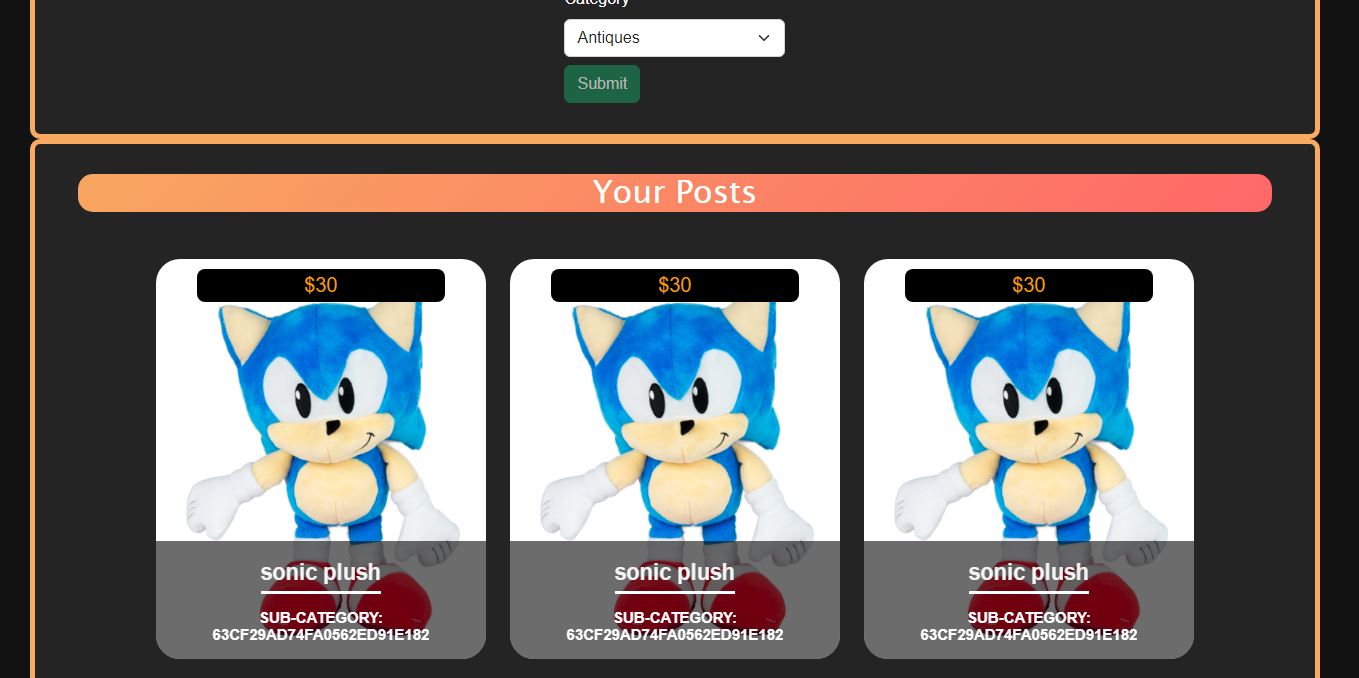 Category
Antiques
Submit
Your Posts
$30
sonic plush
SUB-CATEGORY:
63CF29AD74FA0562ED91E182
$30
sonic plush
SUB-CATEGORY:
63CF29AD74FA0562ED91E182
$30
sonic plush
SUB-CATEGORY:
63CF29AD74FA0562ED91E182